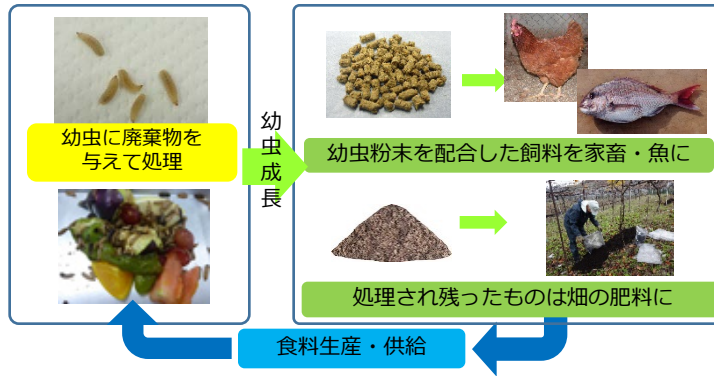 幼虫に廃棄物を
与えて処理
幼虫成長
幼虫粉末を配合した飼料を家畜・魚に
処理され残ったものは畑の肥料に
食料生産・供給